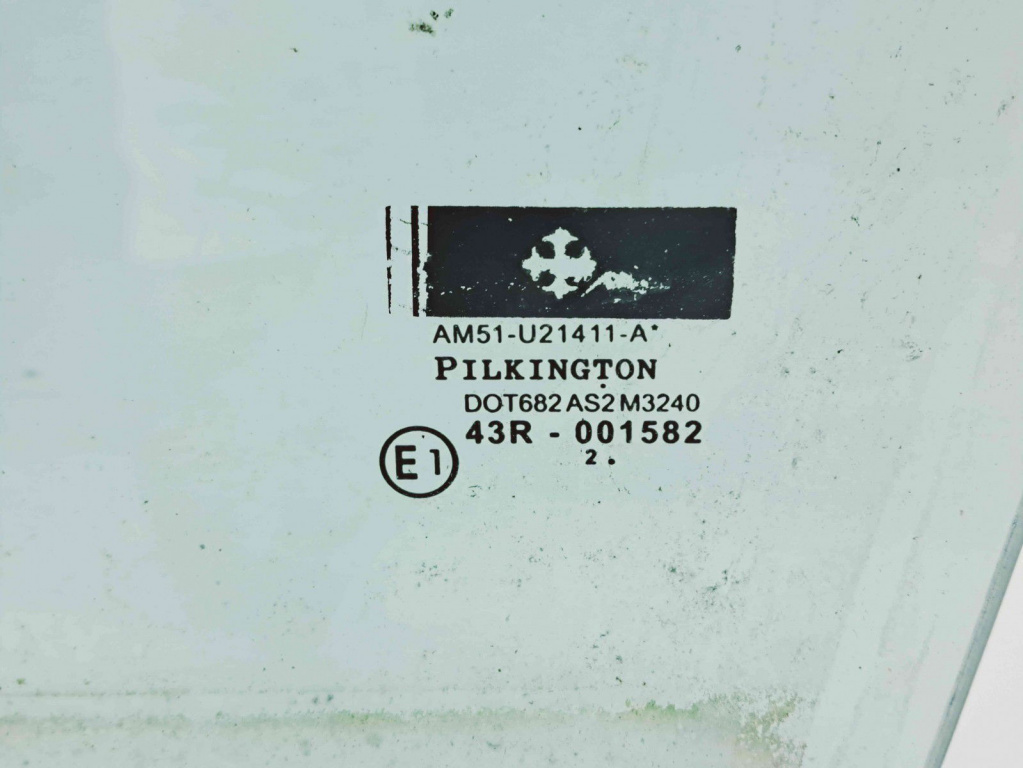 AM51-U21411-A*
PILKINGTON
DOT682 AS2 M3240
43R - 001582
E1
2 .